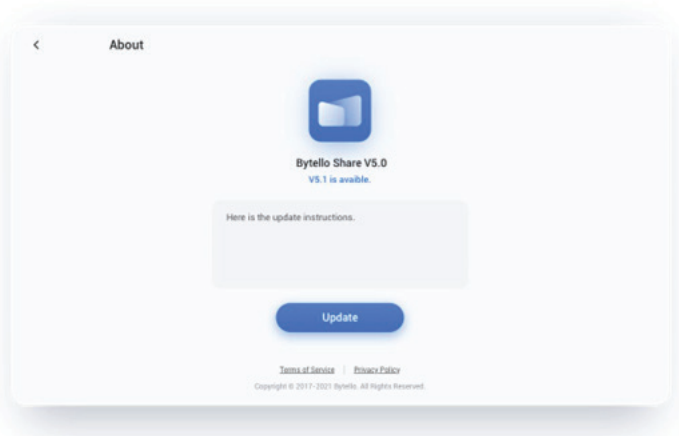 About
Bytello Share V5.0
V5.1 is avaible.
Here is the update instructions.
Update
Terms of Service | Privacy Policy
Copyright © 2017-2021 Bytello. All Rights Reserved.